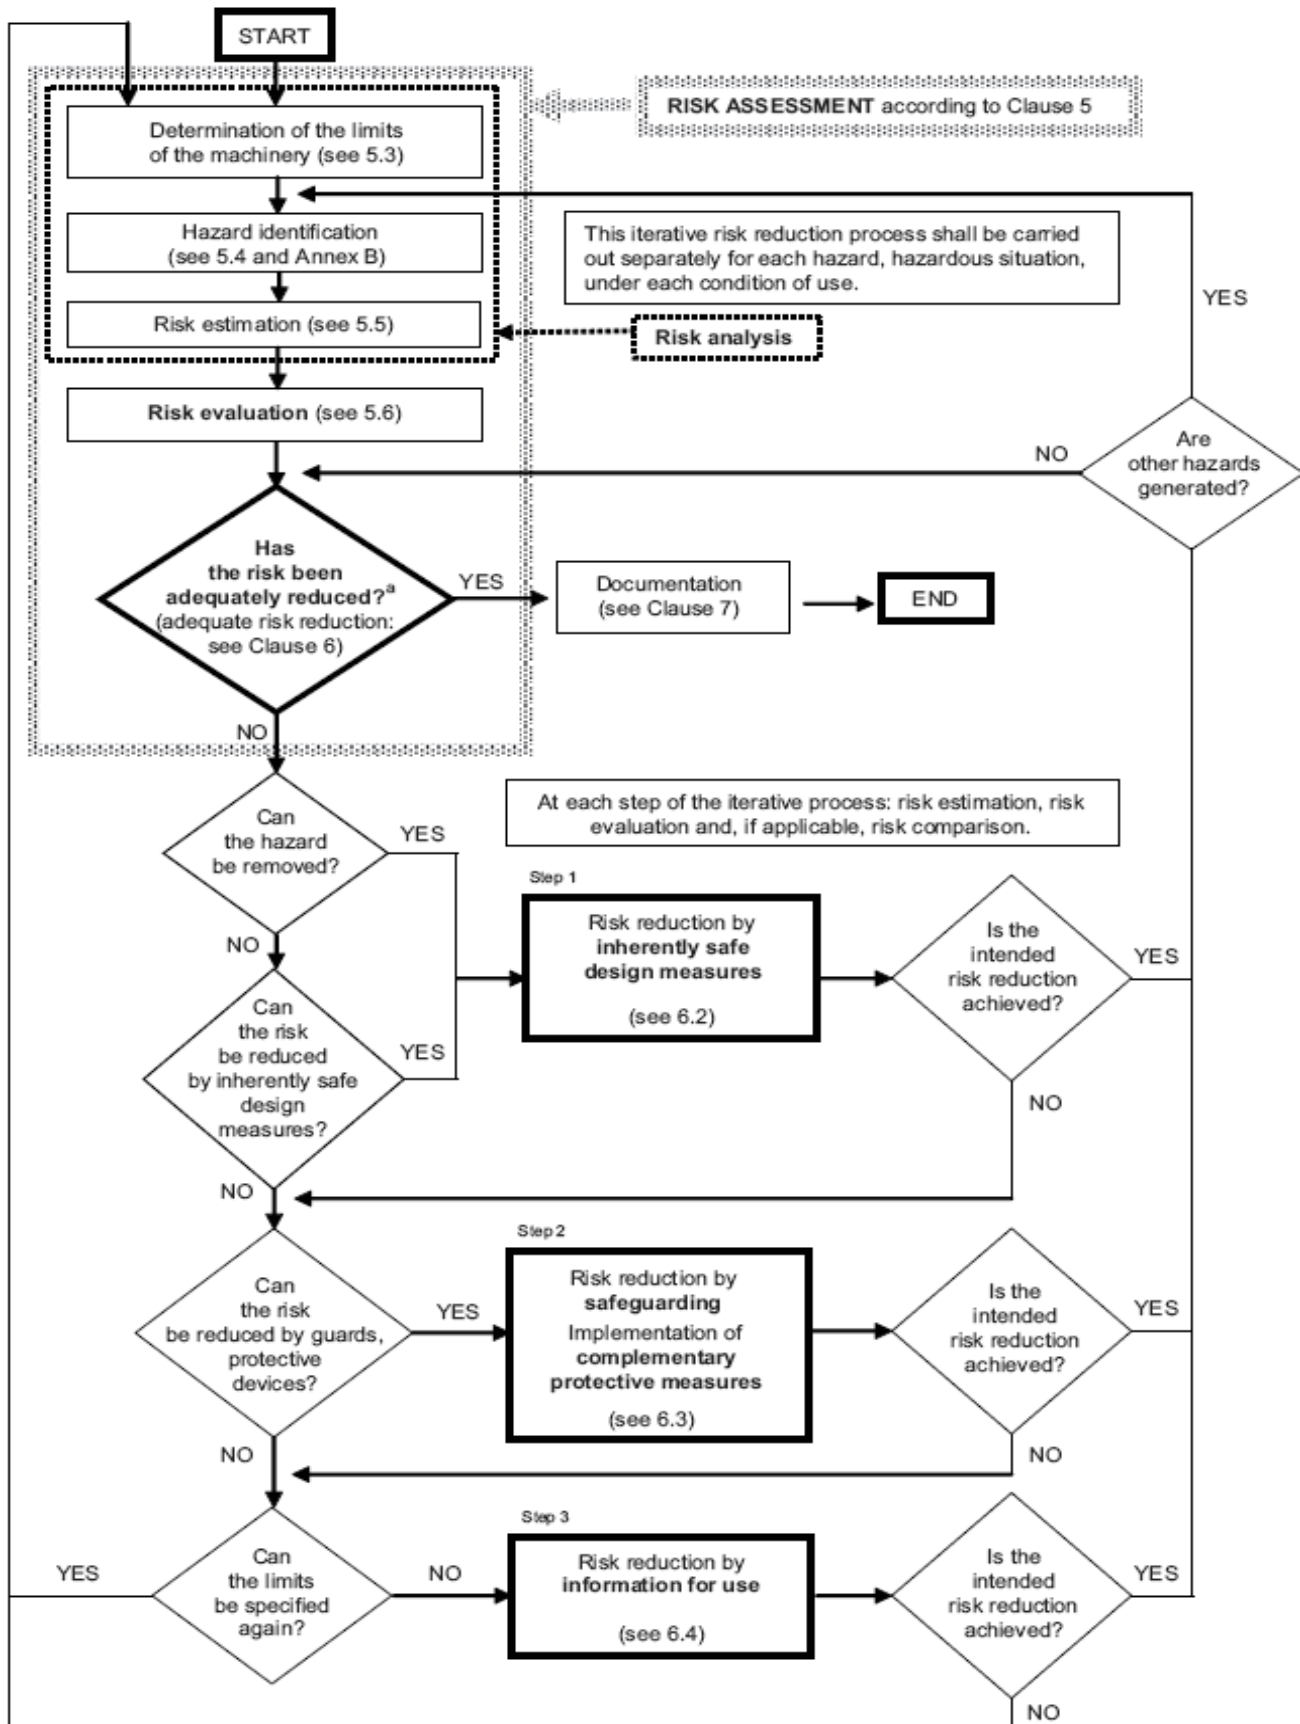 START
RISK ASSESSMENT according to Clause 5
Determination of the limits
of the machinery (see 5.3)
Hazard identification
(see 5.4 and Annex B)
This iterative risk reduction process shall be carried
out separately for each hazard, hazardous situation,
under each condition of use.
YES
Risk estimation (see 5.5)
Risk analysis
Risk evaluation (see 5.6)
NO
Are
other hazards
generated?
Has
the risk been
adequately reduced?a
(adequate risk reduction:
see Clause 6)
YES
Documentation
(see Clause 7)
END
NO
Can
the hazard
be removed?
YES
At each step of the iterative process: risk estimation, risk
evaluation and, if applicable, risk comparison.
Step 1
Risk reduction by
inherently safe
design measures
(see 6.2)
Is the
intended
risk reduction
achieved?
YES
NO
Can
the risk
be reduced
by inherently safe
design
measures?
YES
NO
NO
Step 2
Can
the risk
be reduced by guards,
protective
devices?
YES
Risk reduction by
safeguarding
Implementation of
complementary
protective measures
(see 6.3)
Is the
intended
risk reduction
achieved?
YES
NO
NO
Step 3
YES
Can
the limits
be specified
again?
NO
Risk reduction by
information for use
(see 6.4)
Is the
intended
risk reduction
achieved?
YES
NO